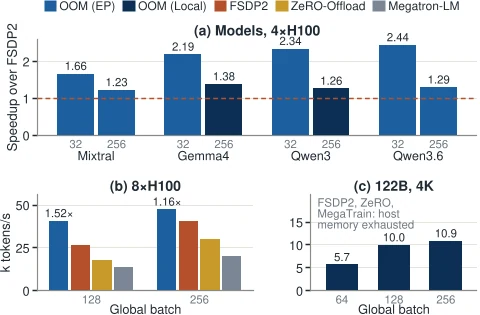 OOM (EP) OOM (Local) FSDP2 ZeRO-Offload Megatron-LM
(a) Models, 4×H100
Speedup over FSDP2
2
1
0
1.66
1.23
2.19
1.38
2.34
1.26
2.44
1.29
32 256 32 256 32 256 32 256
Mixtral Gemma4 Qwen3 Qwen3.6
(b) 8×H100
k tokens/s
50
25
0
1.52×
1.16×
128 256
Global batch
(c) 122B, 4K
FSDP2, ZeRO,
MegaTrain: host
memory exhausted
15
10
5
0
5.7
10.0
10.9
64 128 256
Global batch